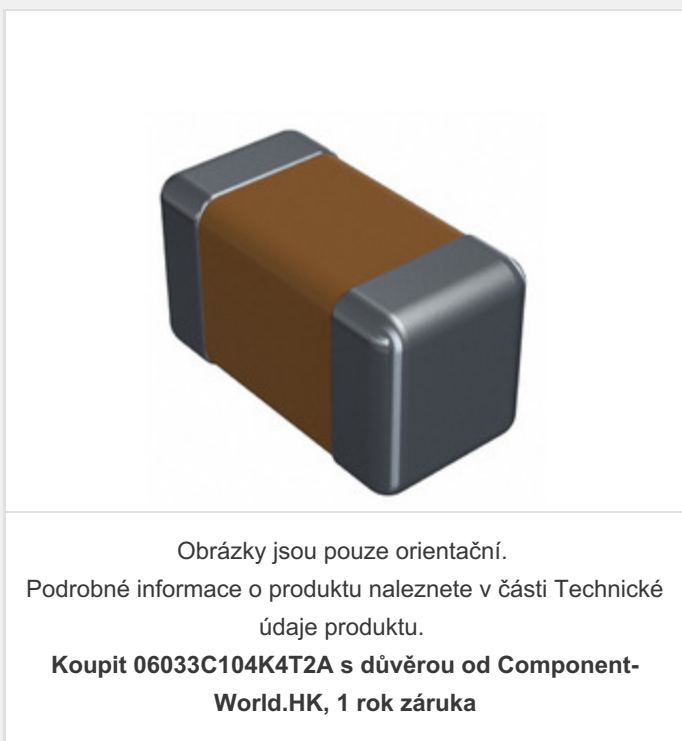 Obrázky jsou pouze orientační.
Podrobné informace o produktu naleznete v části Technické
údaje produktu.
Koupit 06033C104K4T2A s důvěrou od Component-
World.HK, 1 rok záruka